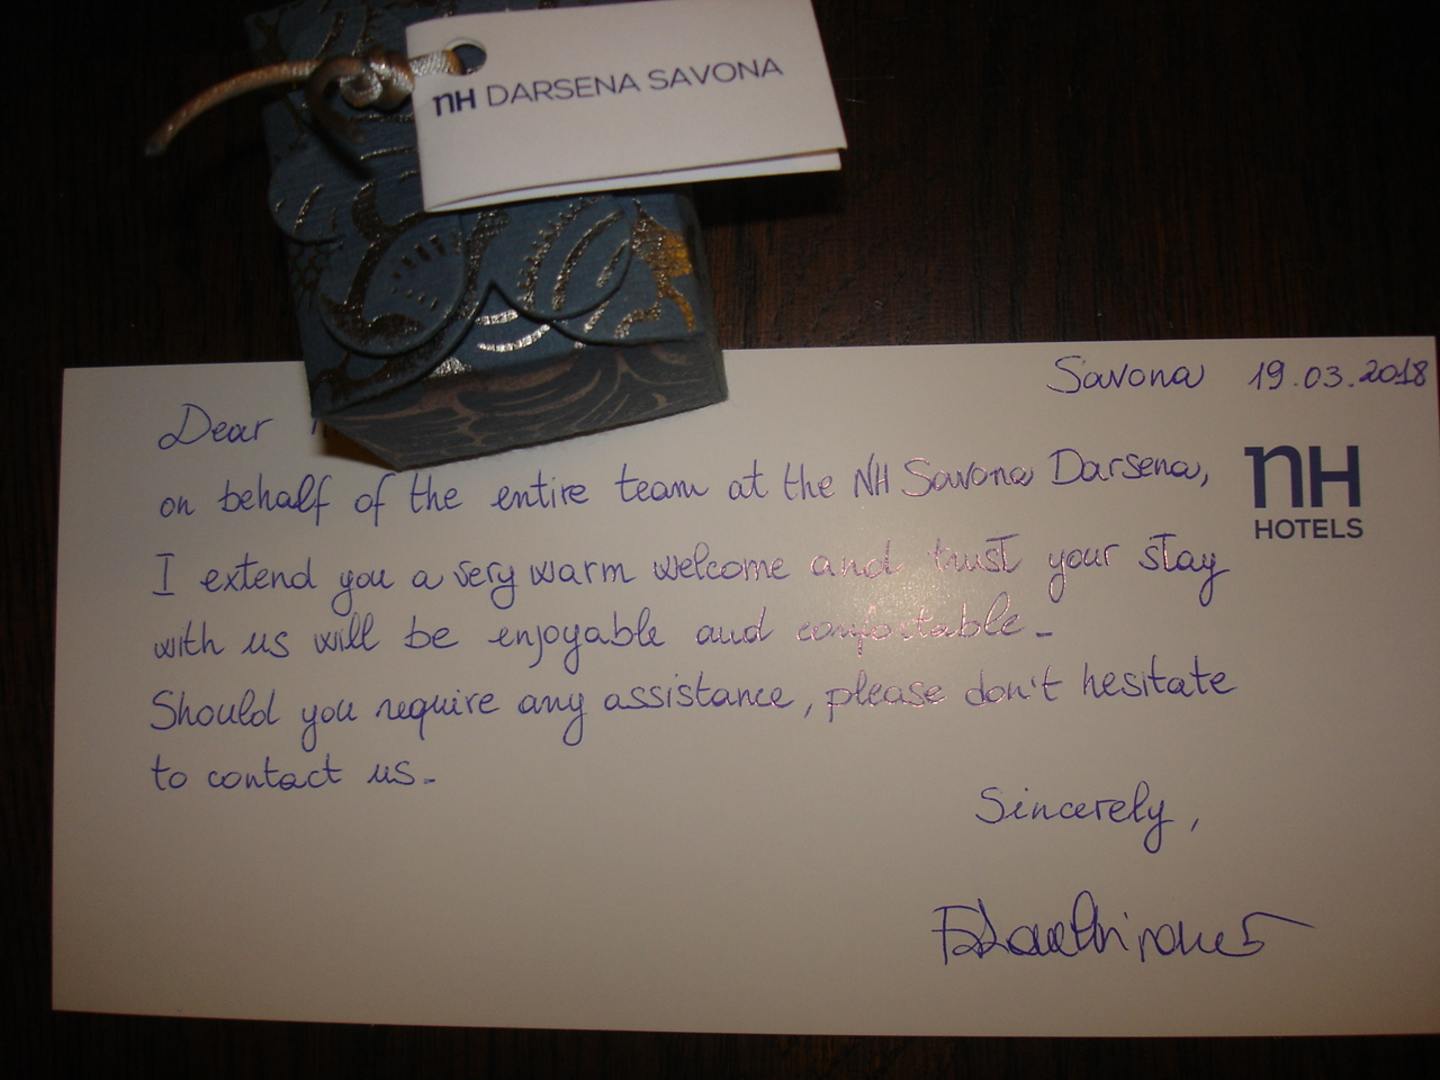 nH DARSENA SAVONA
Savona 19.03.2018
Dear
nH
HOTELS
on behalf of the entire team at the NH Savona Darsena,
I extend you a very warm welcome and trust your stay
with us will be enjoyable and comfortable -
Should you require any assistance, please don't hesitate
to contact us -
Sincerely,